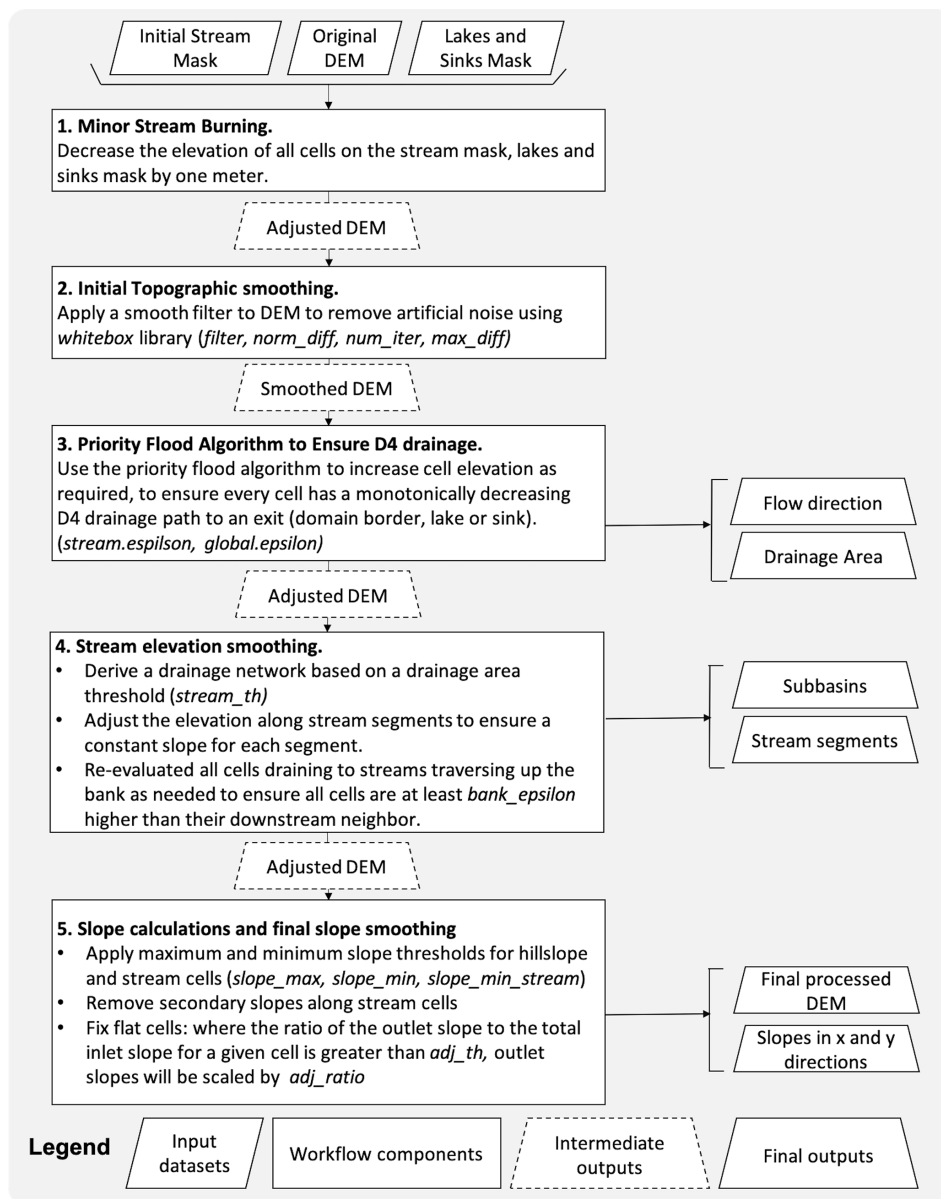 Initial Stream
Mask
Original
DEM
Lakes and
Sinks Mask
1. Minor Stream Burning.
Decrease the elevation of all cells on the stream mask, lakes and
sinks mask by one meter.
Adjusted DEM
2. Initial Topographic smoothing.
Apply a smooth filter to DEM to remove artificial noise using
whitebox library (filter, norm_diff, num_iter, max_diff)
Smoothed DEM
3. Priority Flood Algorithm to Ensure D4 drainage.
Use the priority flood algorithm to increase cell elevation as
required, to ensure every cell has a monotonically decreasing
D4 drainage path to an exit (domain border, lake or sink).
(stream.espilson, global.epsilon)
Flow direction
Drainage Area
Adjusted DEM
4. Stream elevation smoothing.
• Derive a drainage network based on a drainage area
threshold (stream_th)
• Adjust the elevation along stream segments to ensure a
constant slope for each segment.
• Re-evaluated all cells draining to streams traversing up the
bank as needed to ensure all cells are at least bank_epsilon
higher than their downstream neighbor.
Subbasins
Stream segments
Adjusted DEM
5. Slope calculations and final slope smoothing
• Apply maximum and minimum slope thresholds for hillslope
and stream cells (slope_max, slope_min, slope_min_stream)
• Remove secondary slopes along stream cells
• Fix flat cells: where the ratio of the outlet slope to the total
inlet slope for a given cell is greater than adj_th, outlet
slopes will be scaled by adj_ratio
Final processed
DEM
Slopes in x and y
directions
Legend
Input
datasets
Workflow components
Intermediate
outputs
Final outputs